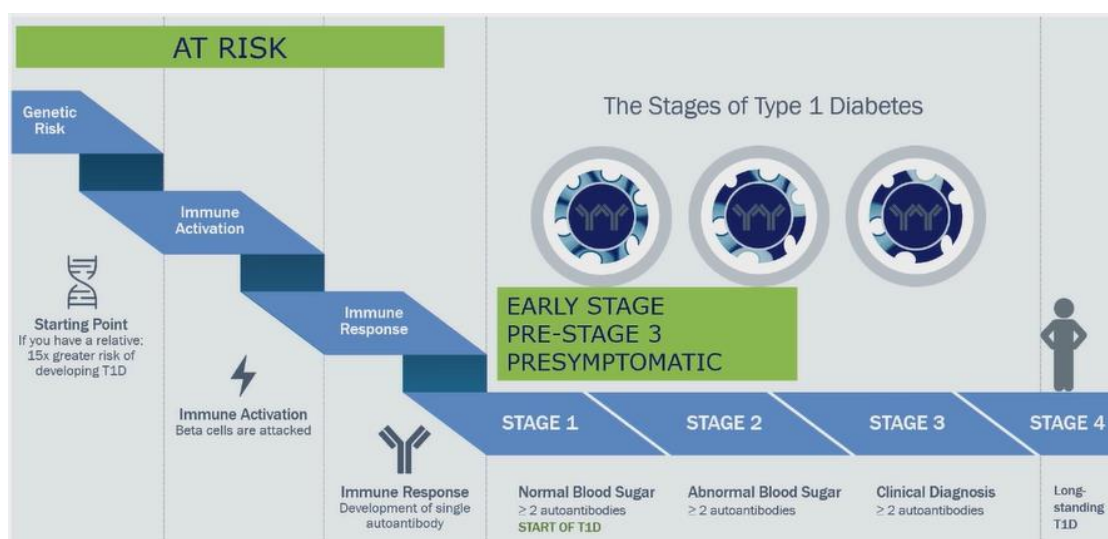 AT RISK
The Stages of Type 1 Diabetes
Genetic
Risk
Immune
Activation
Immune
Response
Starting Point
If you have a relative:
15x greater risk of
developing T1D
Immune Activation
Beta cells are attacked
Immune Response
Development of single
autoantibody
EARLY STAGE
PRE-STAGE 3
PRESYMPTOMATIC
STAGE 1
STAGE 2
STAGE 3
STAGE 4
Normal Blood Sugar
≥ 2 autoantibodies
START OF T1D
Abnormal Blood Sugar
≥ 2 autoantibodies
Clinical Diagnosis
≥ 2 autoantibodies
Long-
standing
T1D